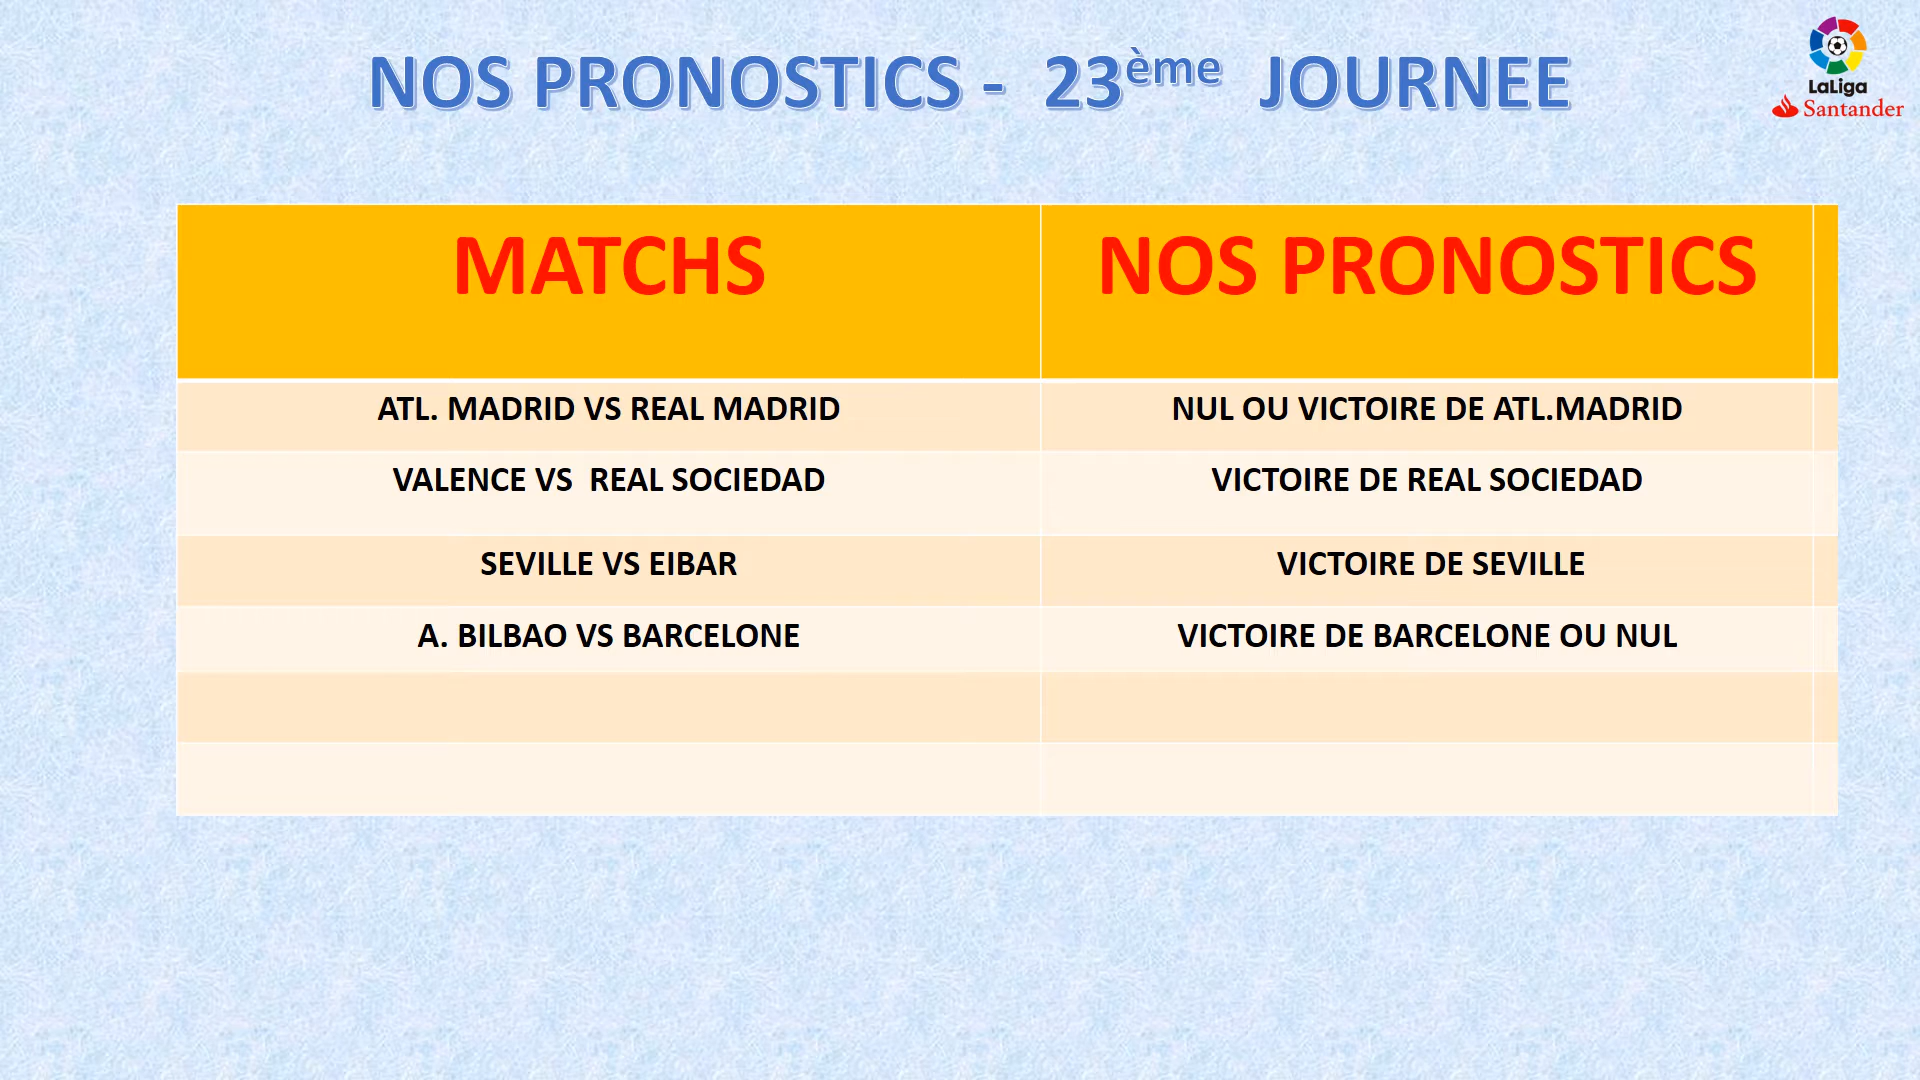 NOS PRONOSTICS - 23ème JOURNEE
LaLiga
Santander
MATCHS NOS PRONOSTICS
ATL. MADRID VS REAL MADRID NUL OU VICTOIRE DE ATL.MADRID
VALENCE VS REAL SOCIEDAD VICTOIRE DE REAL SOCIEDAD
SEVILLE VS EIBAR VICTOIRE DE SEVILLE
A. BILBAO VS BARCELONE VICTOIRE DE BARCELONE OU NUL